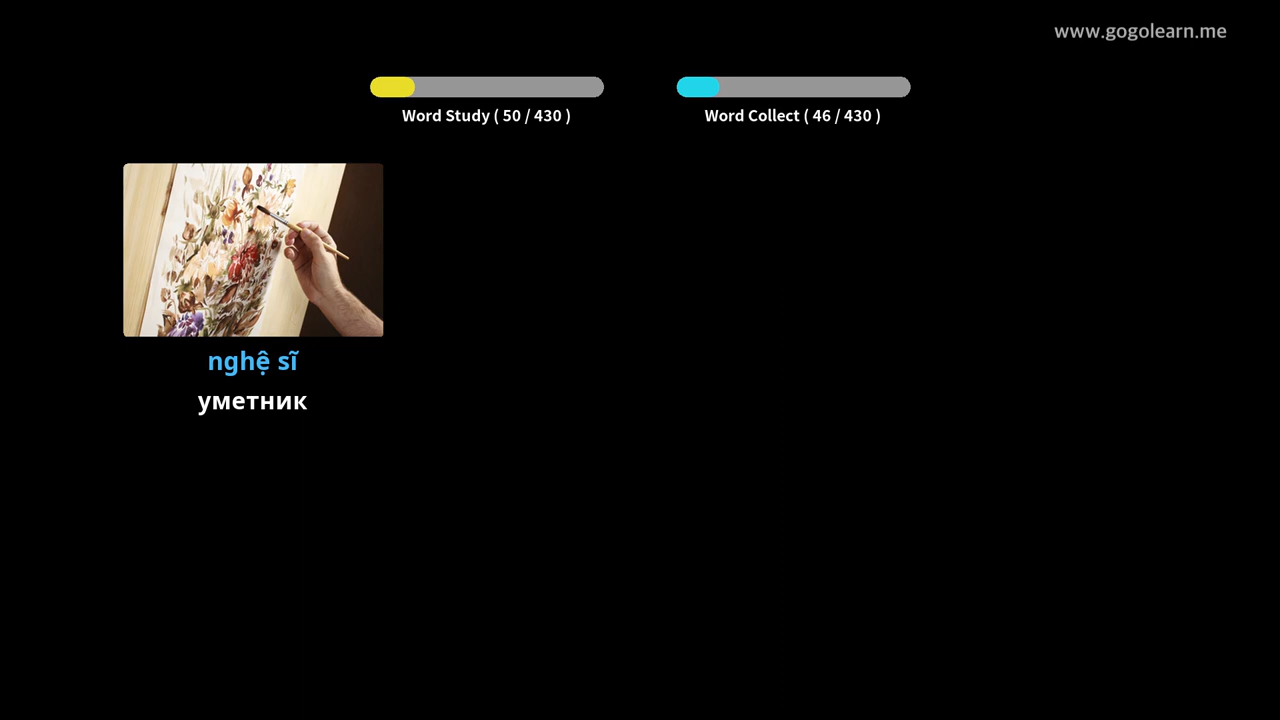 www.gogolearn.me
Word Study ( 50 / 430 )
Word Collect ( 46 / 430 )
nghệ sĩ
уметник